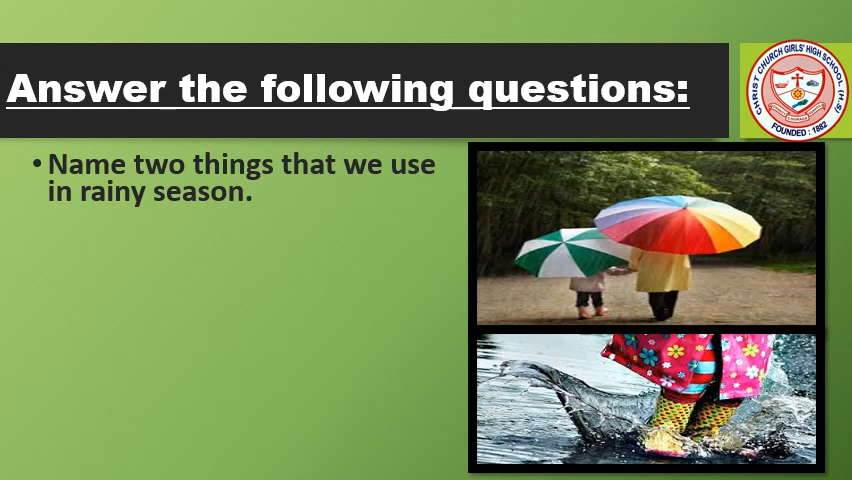 Answer the following questions:
CHRIST CHURCH GIRLS' HIGH SCHOOL (H.S)
FOUNDED : 1882
• Name two things that we use
in rainy season.